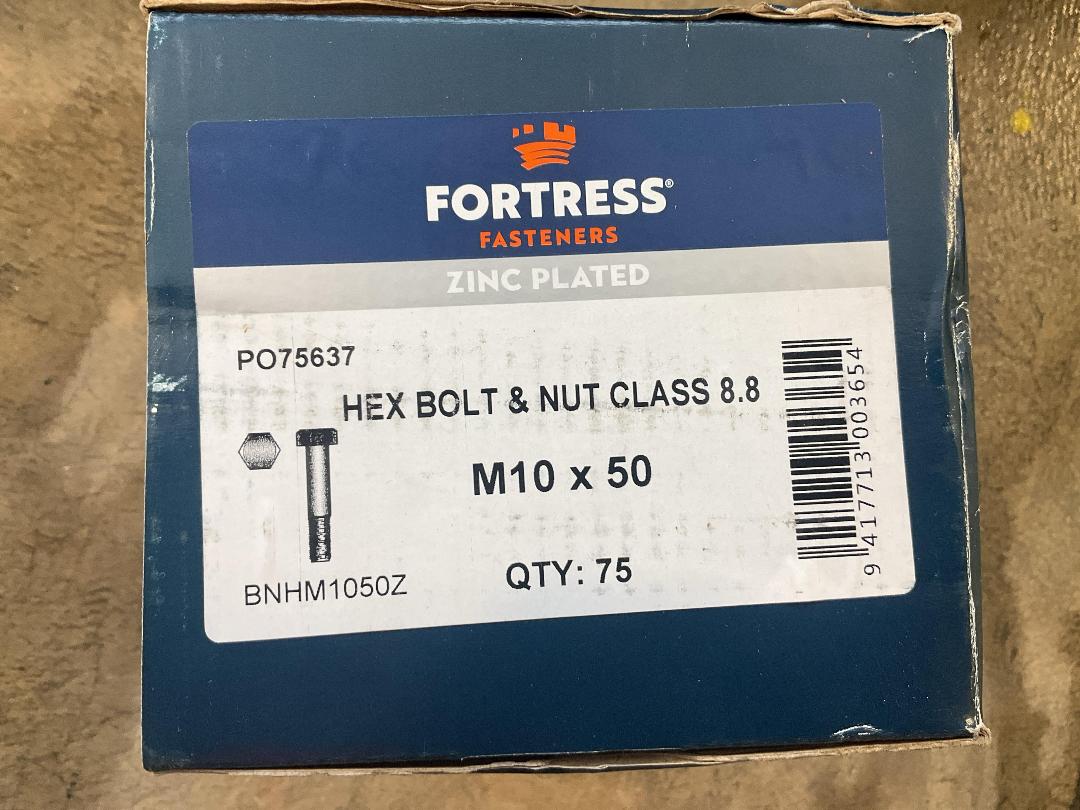 FORTRESS®
FASTENERS
ZINC PLATED
PO75637
HEX BOLT & NUT CLASS 8.8
M10 x 50
QTY: 75
BNHM1050Z
9 417713 003654